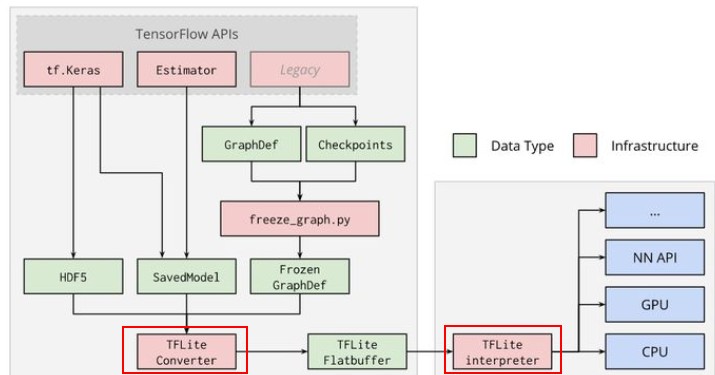 TensorFlow APIs
tf.Keras
Estimator
Legacy
GraphDef
Checkpoints
Data Type
Infrastructure
freeze_graph.py
...
NN API
HDF5
SavedModel
Frozen
GraphDef
GPU
TFLite
Converter
TFLite
Flatbuffer
TFLite
interpreter
CPU